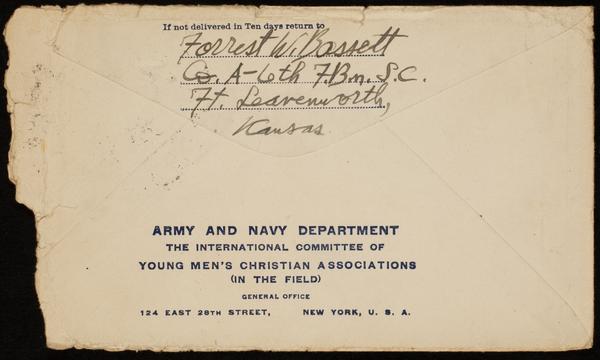 If not delivered in Ten days return to
Forrest W. Bassett
Co. A-6th F.Bn. S.C.
Ft. Leavenworth,
Kansas
ARMY AND NAVY DEPARTMENT
THE INTERNATIONAL COMMITTEE OF
YOUNG MEN'S CHRISTIAN ASSOCIATIONS
(IN THE FIELD)
GENERAL OFFICE
124 EAST 28TH STREET, NEW YORK, U. S. A.